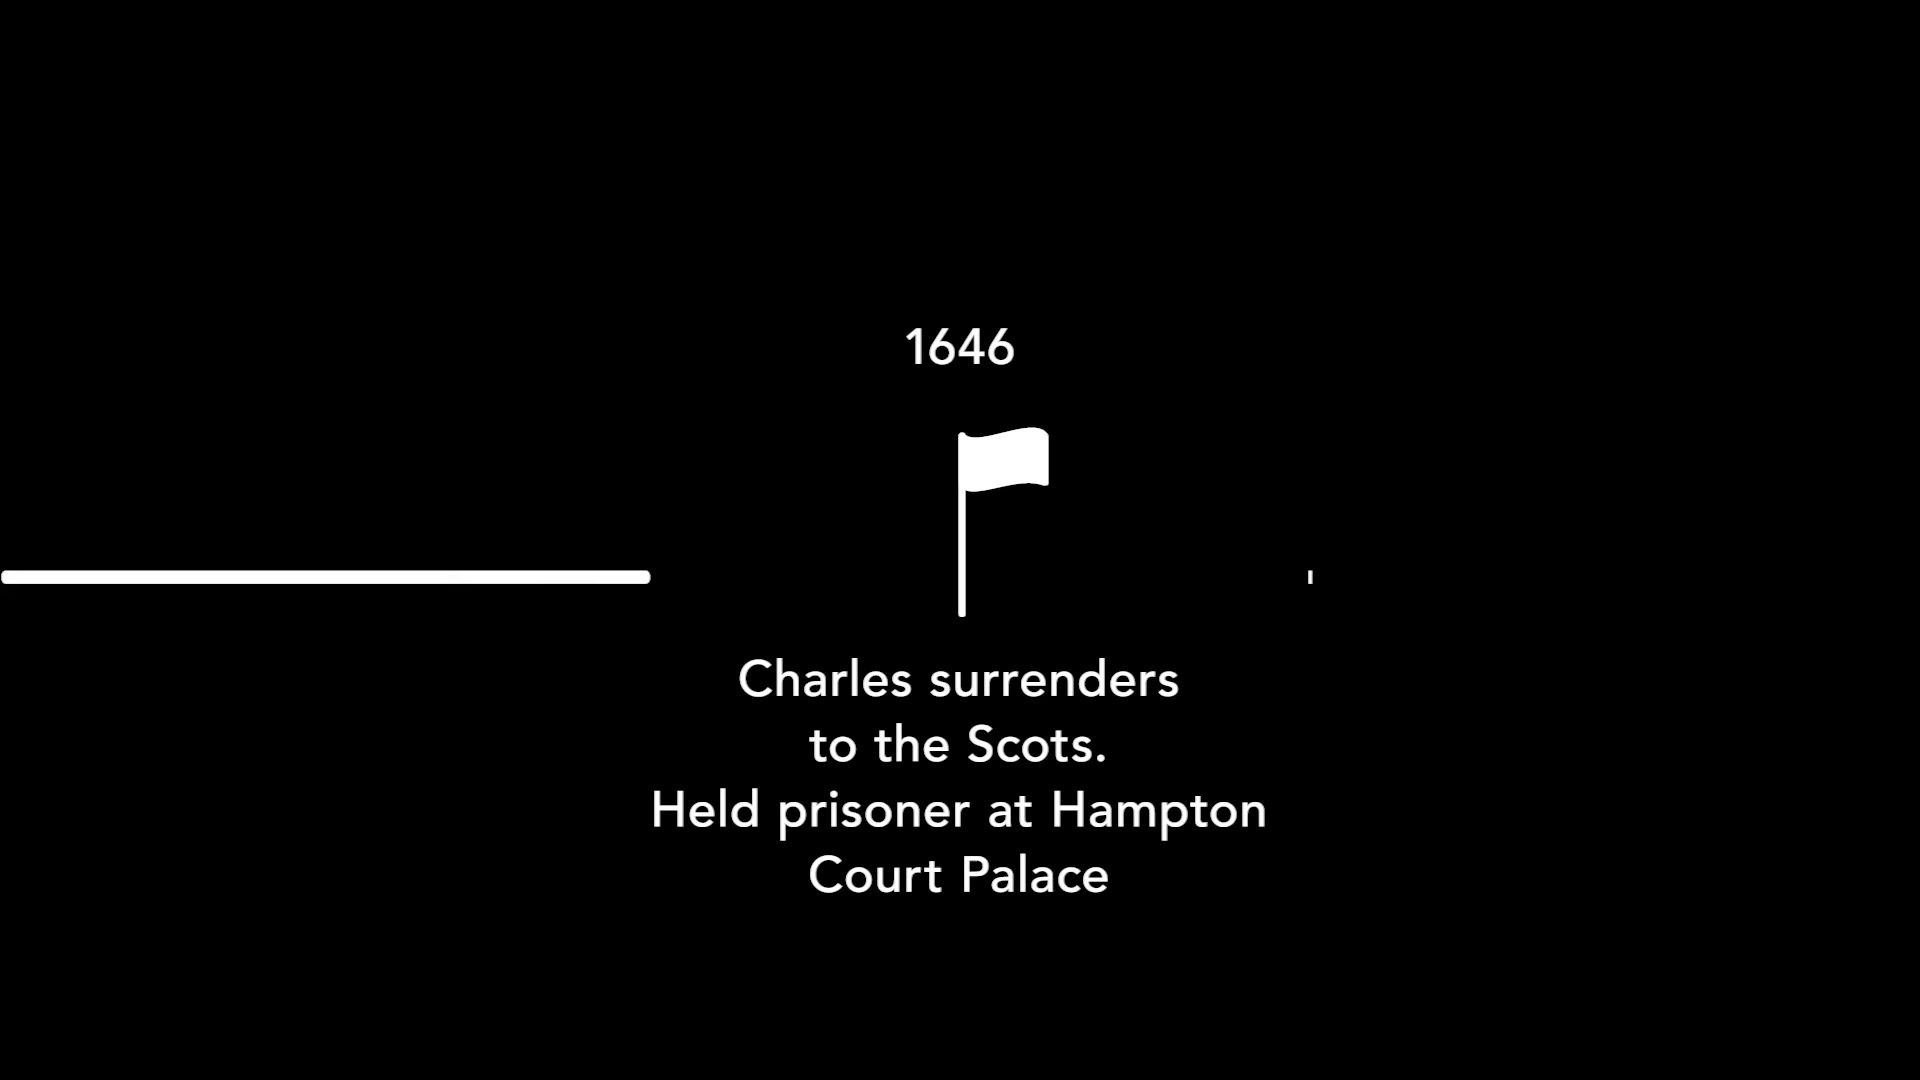 1646
Charles surrenders
to the Scots.
Held prisoner at Hampton
Court Palace